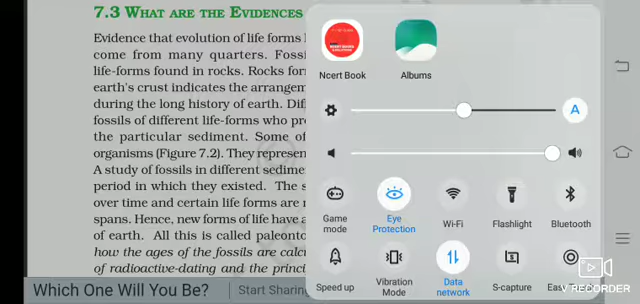 7.3 WHAT ARE THE EVIDENCES
Evidence that evolution of life forms
come from many quarters. Fossi
life-forms found in rocks. Rocks for
earth's crust indicates the arrangem
during the long history of earth. Dif
fossils of different life-forms who pr
the particular sediment. Some of
organisms (Figure 7.2). They represen
A study of fossils in different sedime
period in which they existed. The s
over time and certain life forms are
spans. Hence, new forms of life have a
of earth. All this is called paleonto
how the ages of the fossils are calc
of radioactive-dating and the princi
Which One Will You Be?
Start Sharing
NCERT BOOKS
Ncert Book
Albums
A
Game mode
Eye Protection
Wi-Fi
Flashlight
Bluetooth
Speed up
Vibration Mode
Data network
S-capture
Eas
V RECORDER